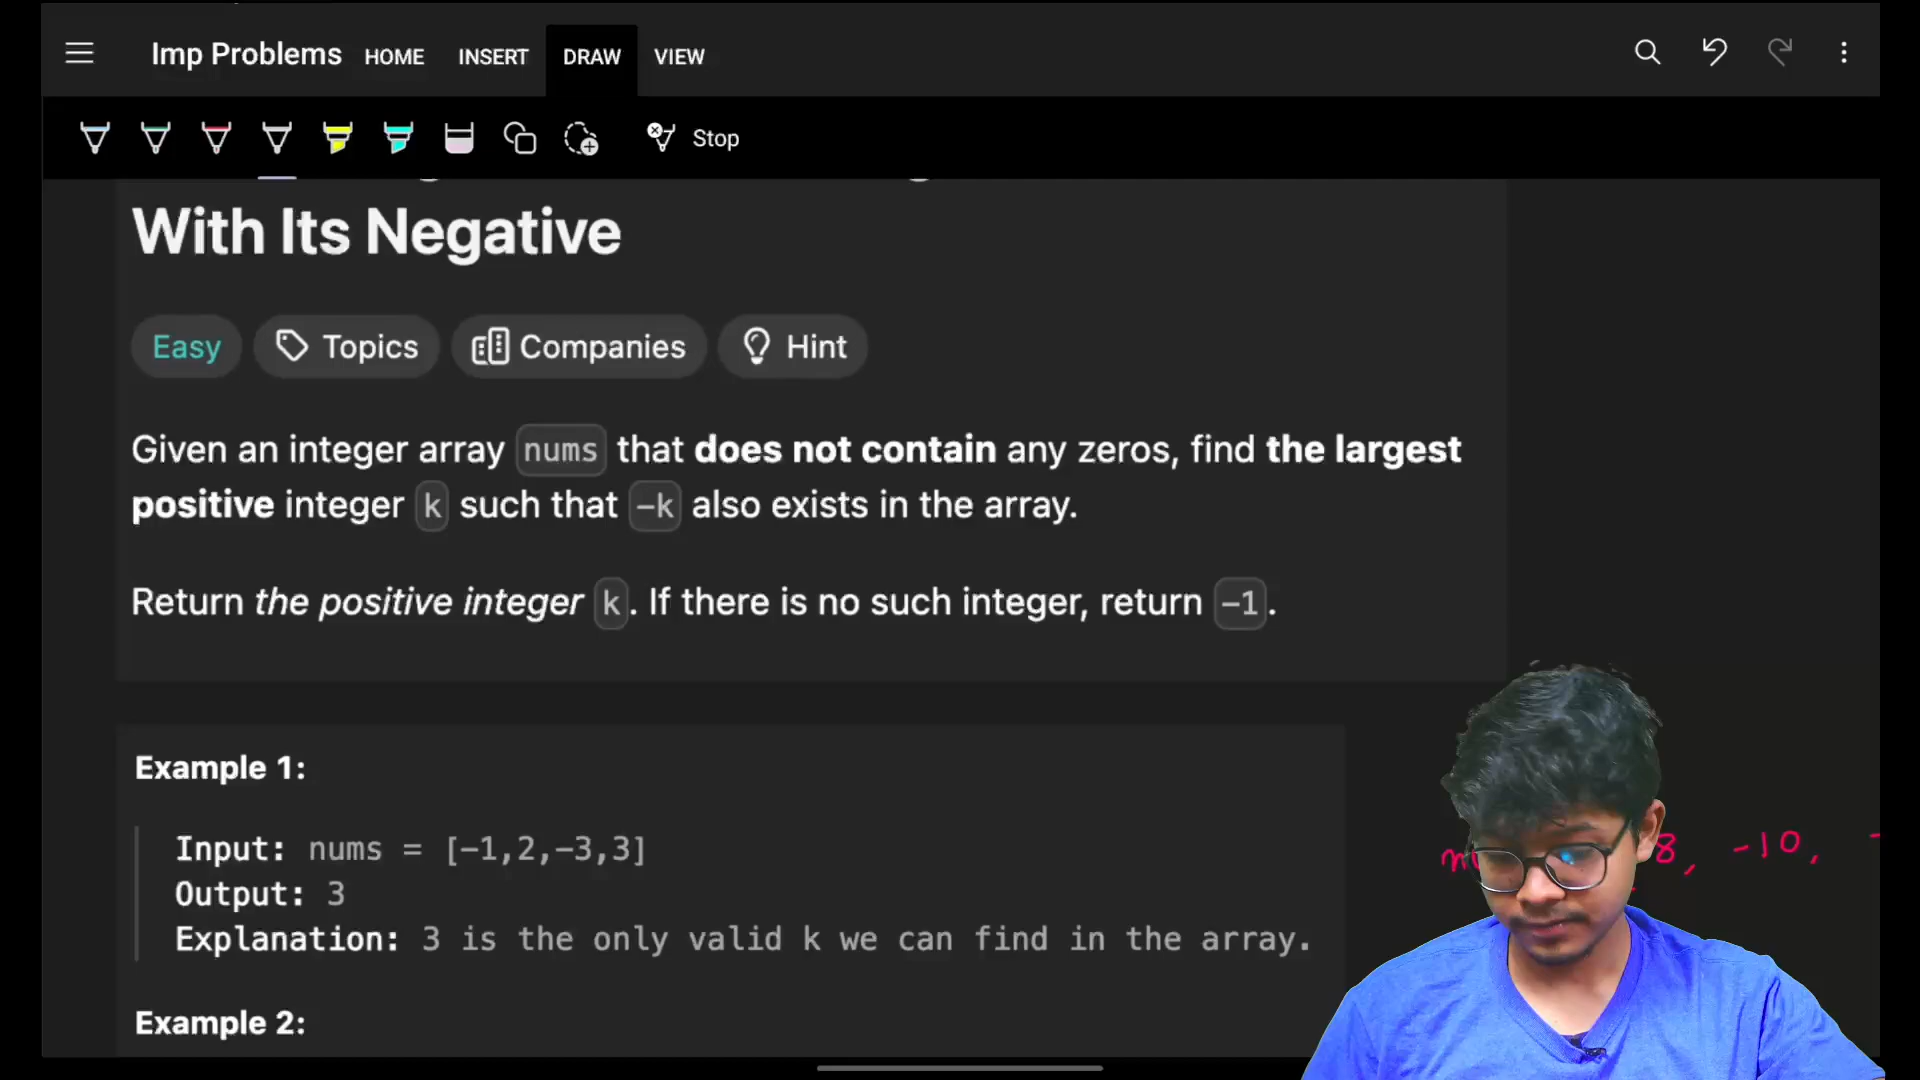 Imp Problems HOME INSERT DRAW VIEW
Stop
With Its Negative
Easy Topics Companies Hint
Given an integer array nums that does not contain any zeros, find the largest
positive integer k such that -k also exists in the array.
Return the positive integer k. If there is no such integer, return -1.
Example 1:
Input: nums = [-1,2,-3,3]
Output: 3
Explanation: 3 is the only valid k we can find in the array.
8, -10,
Example 2: